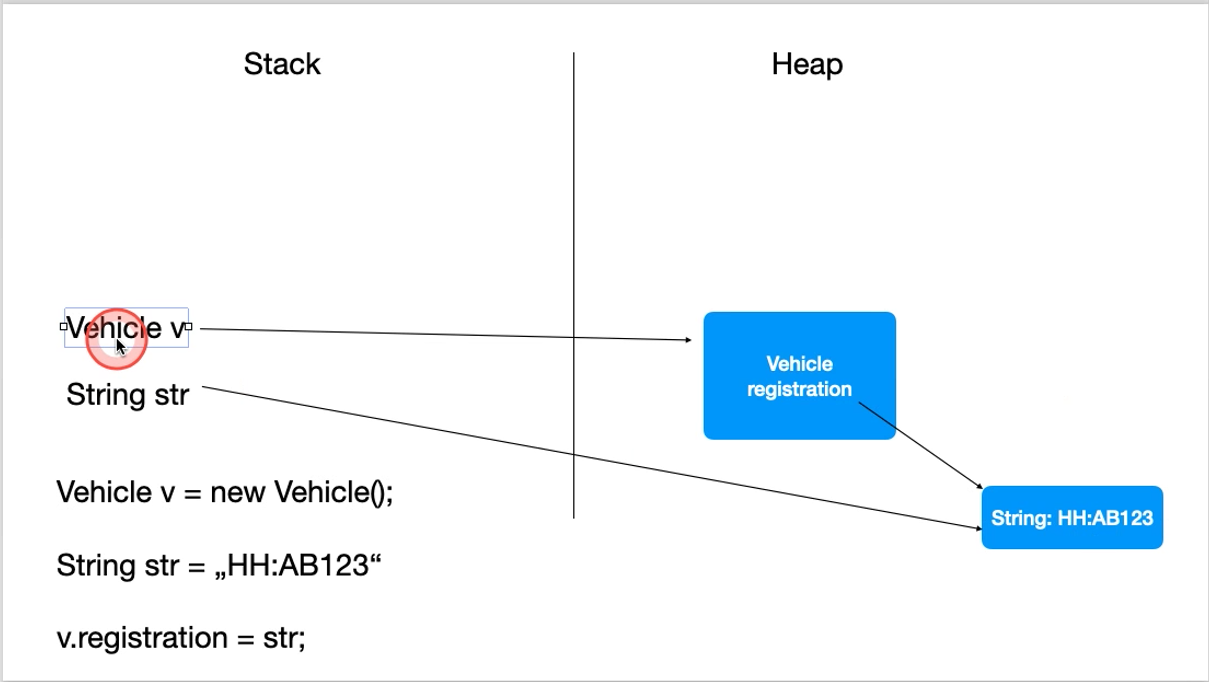 Stack
Heap
Vehicle v
String str
Vehicle
registration
String: HH:AB123
Vehicle v = new Vehicle();
String str = „HH:AB123“
v.registration = str;